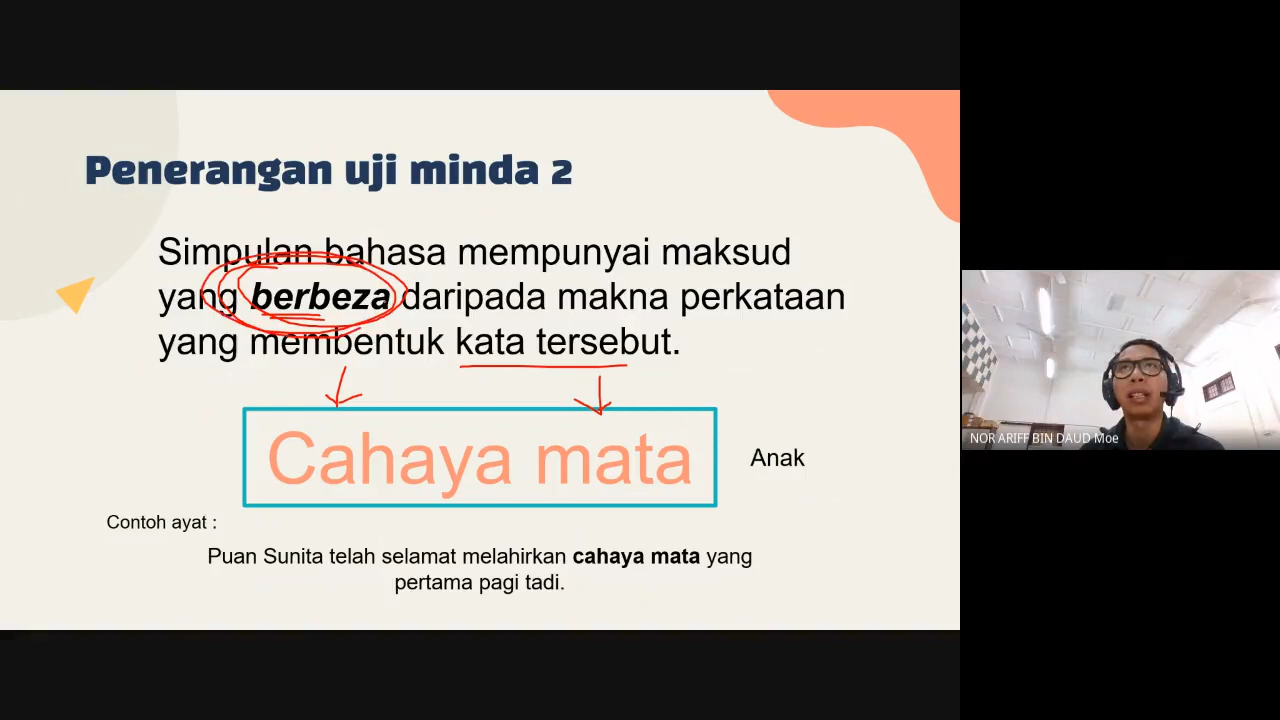 Penerangan uji minda 2
Simpulan bahasa mempunyai maksud
yang berbeza daripada makna perkataan
yang membentuk kata tersebut.
Cahaya mata
Anak
Contoh ayat :
Puan Sunita telah selamat melahirkan cahaya mata yang
pertama pagi tadi.
NOR ARIFF BIN DAUD Moe